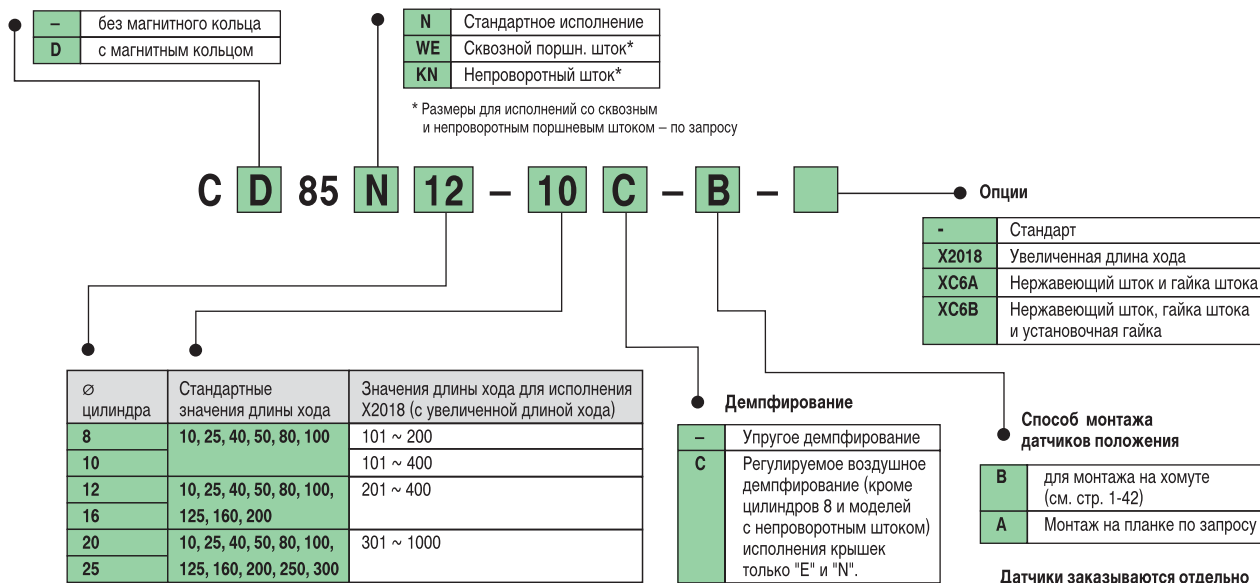 – без магнитного кольца
D с магнитным кольцом
N Стандартное исполнение
WE Сквозной поршн. шток*
KN Непроворотный шток*
* Размеры для исполнений со сквозным
и непроворотным поршневым штоком – по запросу
C D 85 N 12 – 10 C – B –
Опции
- Стандарт
X2018 Увеличенная длина хода
XC6A Нержавеющий шток и гайка штока
XC6B Нержавеющий шток, гайка штока
и установочная гайка
∅
цилиндра
Стандартные
значения длины хода
Значения длины хода для исполнения
X2018 (с увеличенной длиной хода)
8 10, 25, 40, 50, 80, 100 101 ~ 200
10 101 ~ 400
12 10, 25, 40, 50, 80, 100, 201 ~ 400
16 125, 160, 200
20 10, 25, 40, 50, 80, 100, 301 ~ 1000
25 125, 160, 200, 250, 300
Демпфирование
– Упругое демпфирование
C Регулируемое воздушное
демпфирование (кроме
цилиндров 8 и моделей
с непроворотным штоком)
исполнения крышек
только "E" и "N".
Способ монтажа
датчиков положения
B для монтажа на хомуте
(см. стр. 1-42)
A Монтаж на планке по запросу
Датчики заказываются отдельно